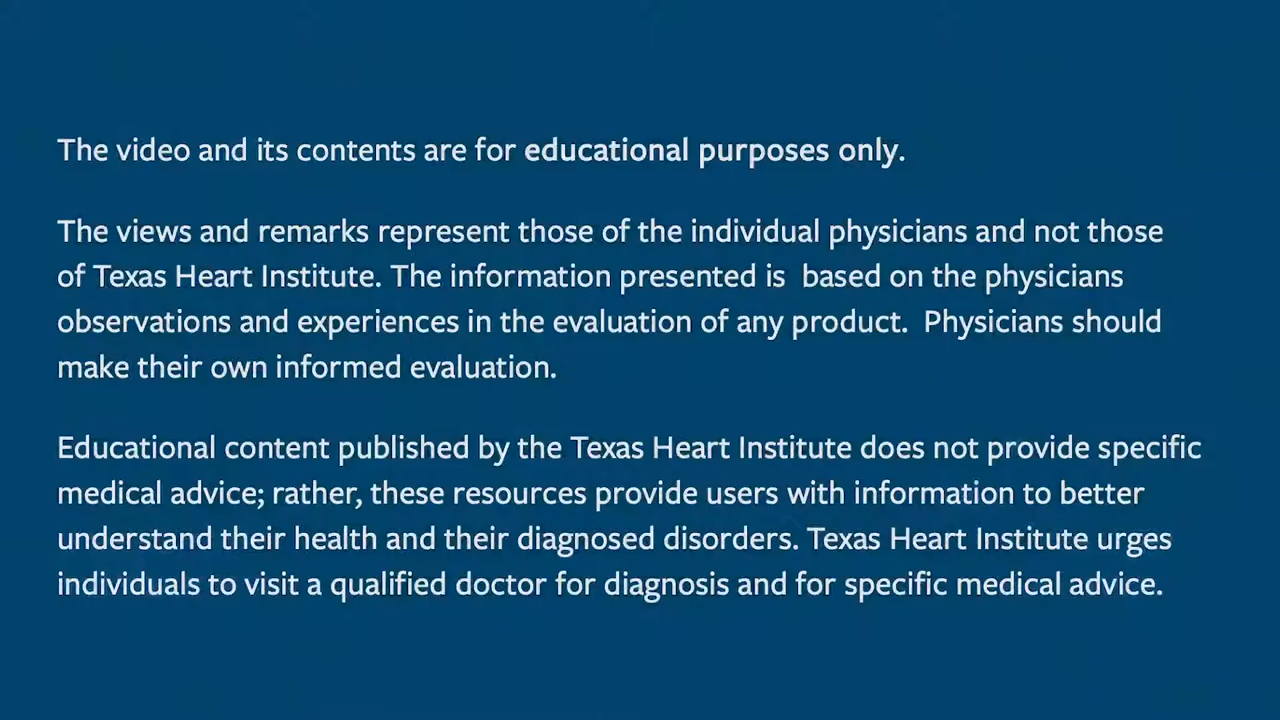 The video and its contents are for educational purposes only.
The views and remarks represent those of the individual physicians and not those
of Texas Heart Institute. The information presented is  based on the physicians
observations and experiences in the evaluation of any product.  Physicians should
make their own informed evaluation.
Educational content published by the Texas Heart Institute does not provide specific
medical advice; rather, these resources provide users with information to better
understand their health and their diagnosed disorders. Texas Heart Institute urges
individuals to visit a qualified doctor for diagnosis and for specific medical advice.